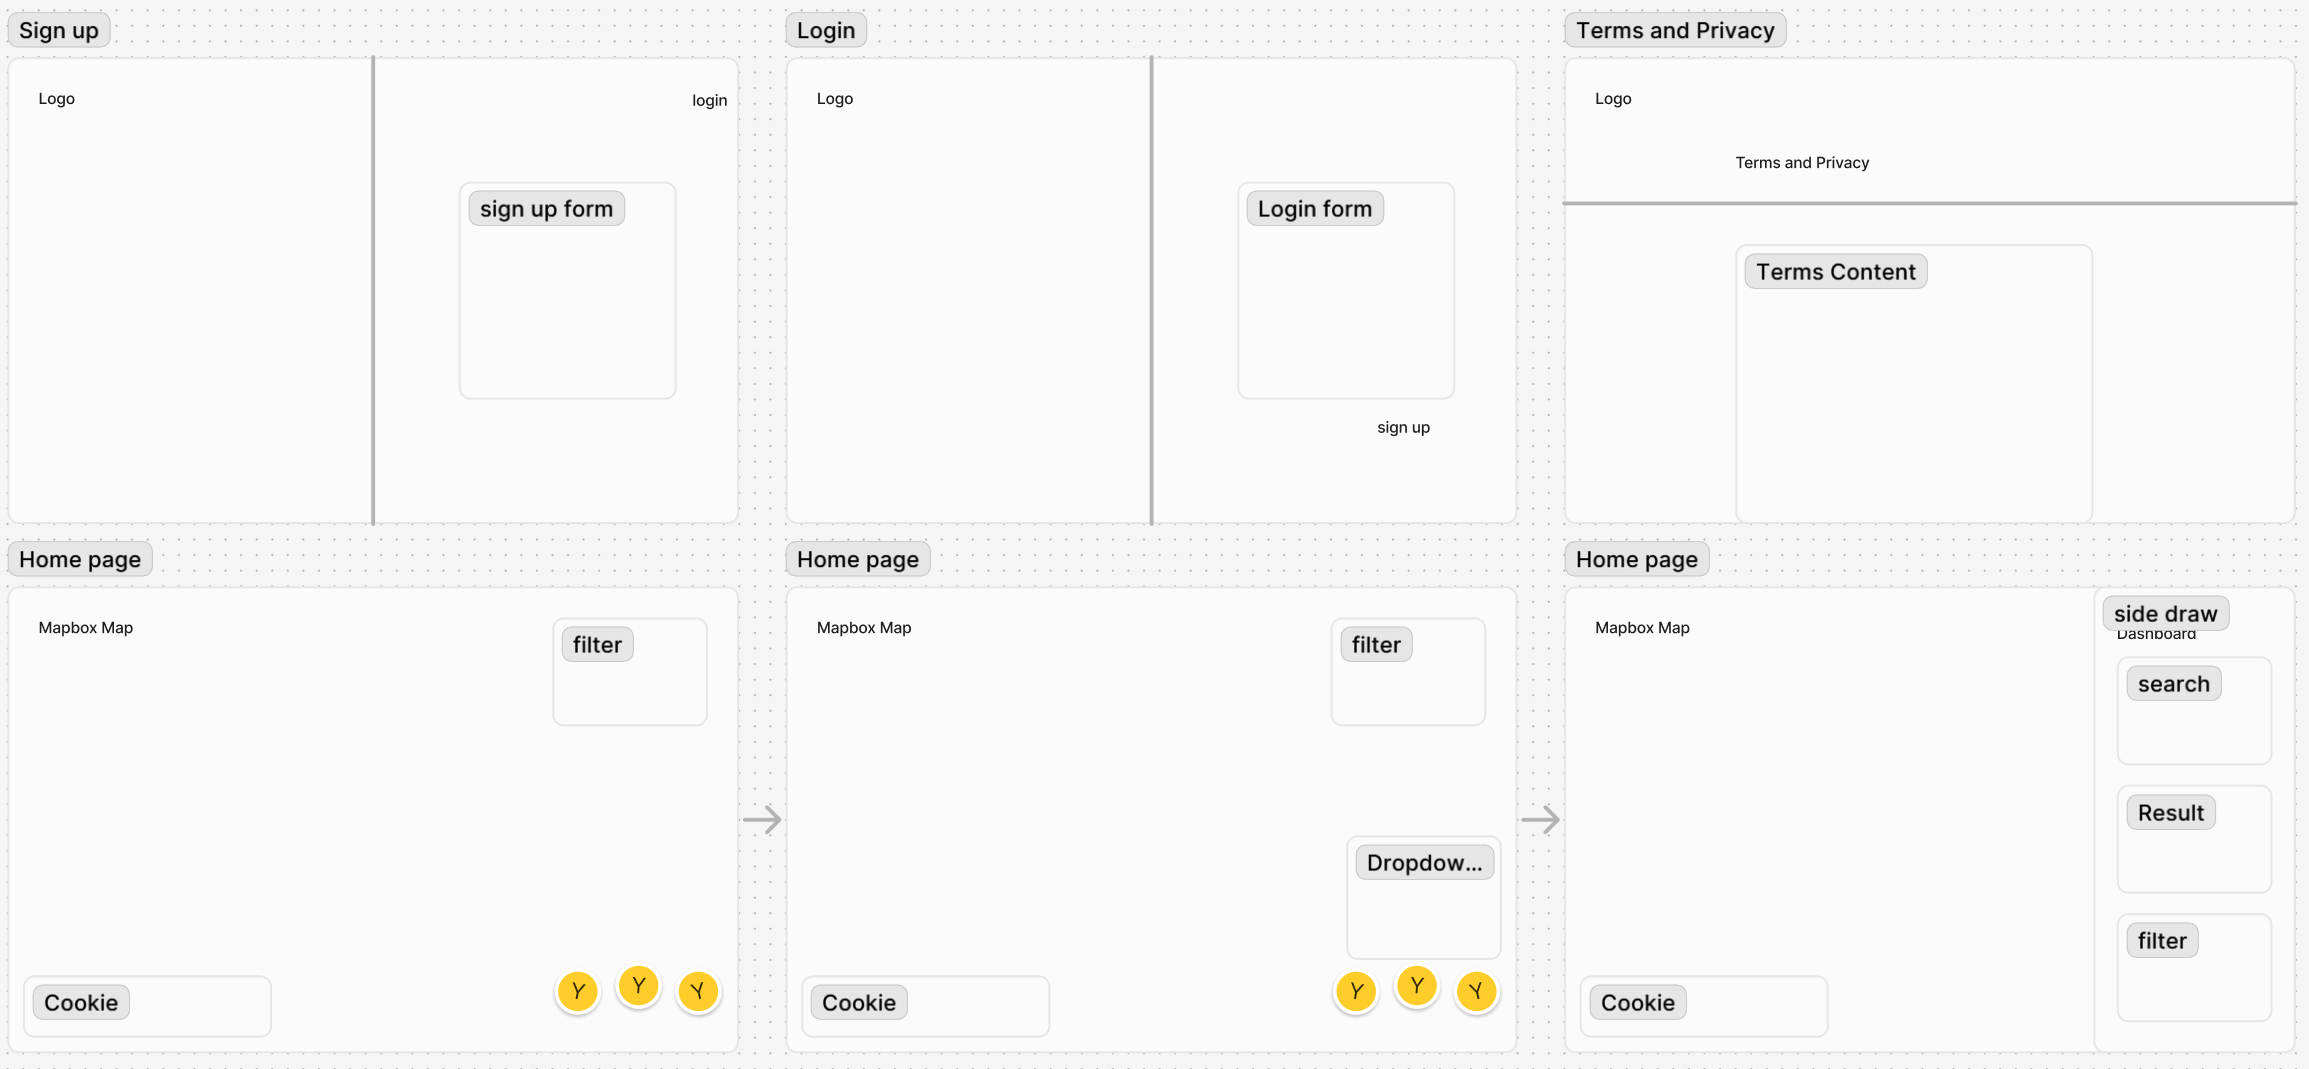 Sign up
Logo
login
sign up form
Login
Logo
Login form
sign up
Terms and Privacy
Logo
Terms and Privacy
Terms Content
Home page
Mapbox Map
filter
Cookie
Y
Y
Y
Home page
Mapbox Map
filter
Dropdow...
Cookie
Y
Y
Y
Home page
Mapbox Map
side draw
Dashboard
search
Result
filter
Cookie